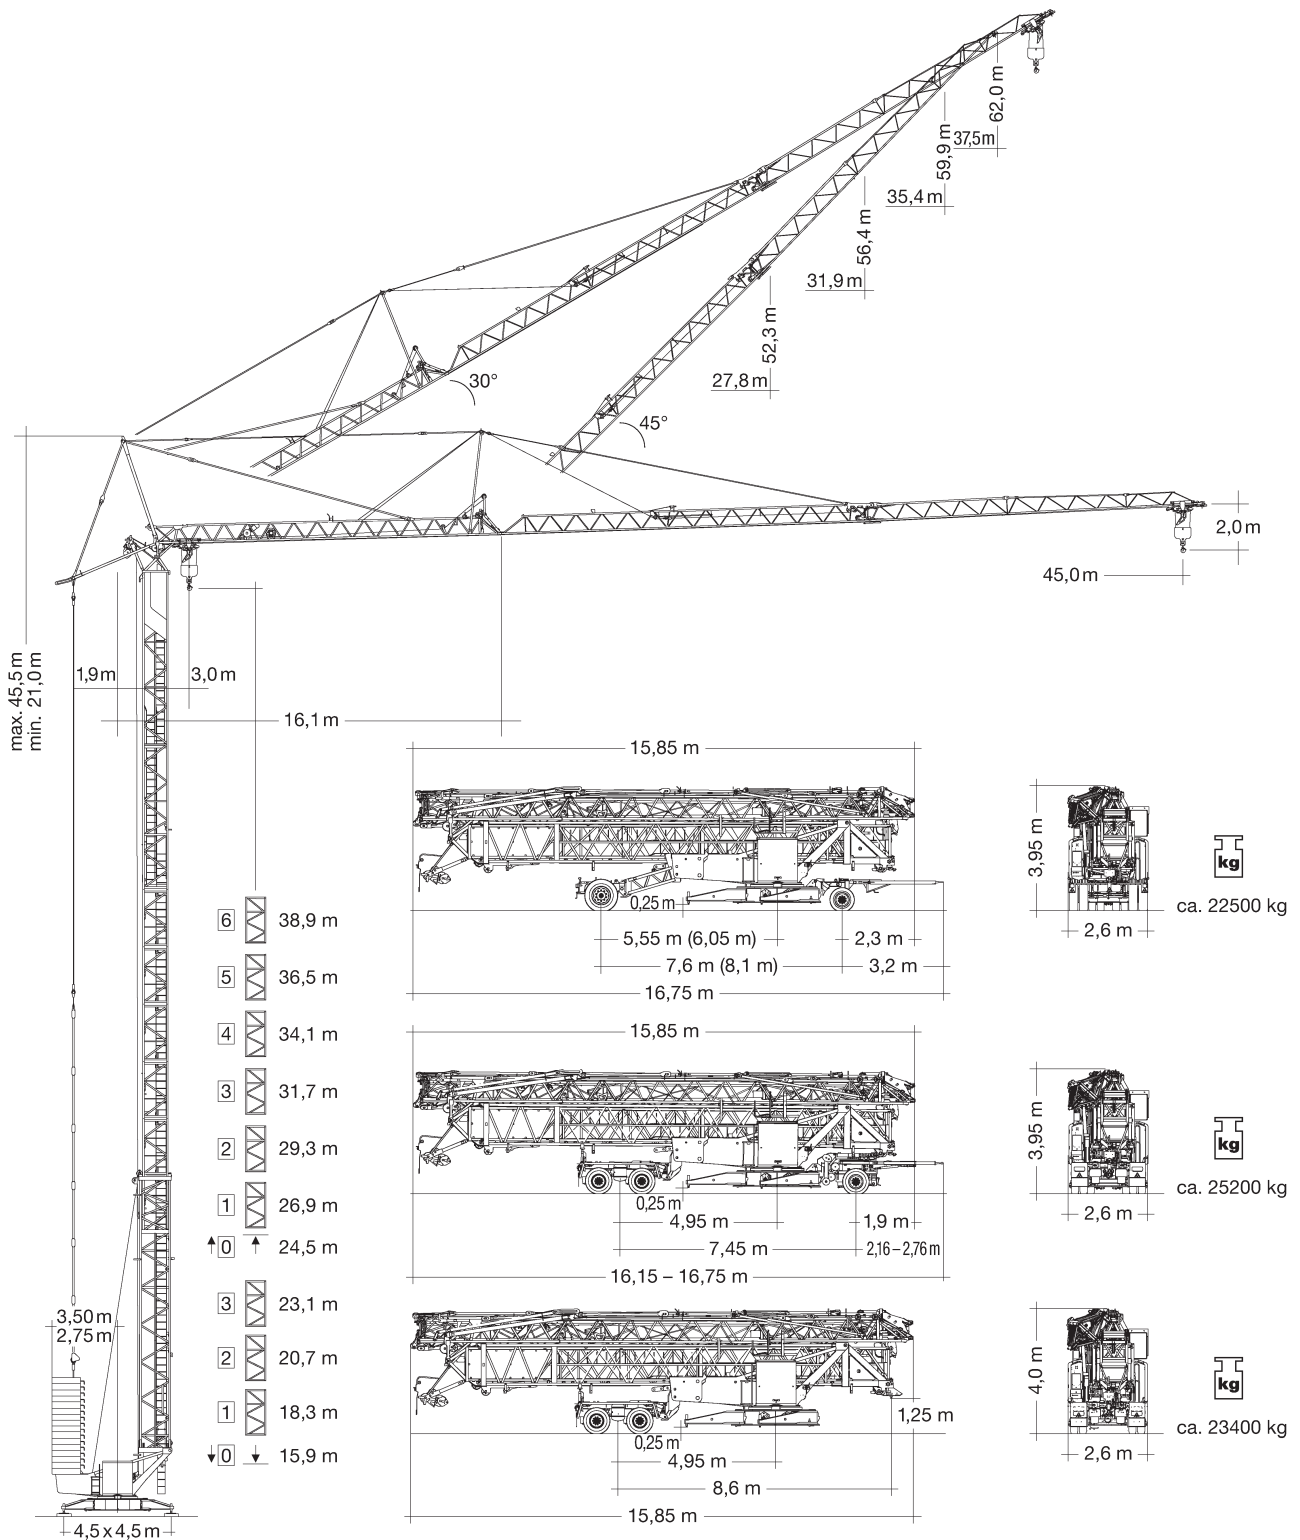 62,0 m
37,5m
59,9 m
35,4 m
56,4 m
31,9 m
52,3 m
27,8 m
30°
45°
2,0 m
45,0 m
max. 45,5 m
min. 21,0 m
1,9 m
3,0 m
16,1 m
6 38,9 m
5 36,5 m
4 34,1 m
3 31,7 m
2 29,3 m
1 26,9 m
0 24,5 m
3 23,1 m
2 20,7 m
1 18,3 m
0 15,9 m
3,50 m
2,75 m
4,5 x 4,5 m
15,85 m
0,25 m
5,55 m (6,05 m)
2,3 m
7,6 m (8,1 m)
3,2 m
16,75 m
3,95 m
2,6 m
kg
ca. 22500 kg
15,85 m
0,25 m
4,95 m
1,9 m
7,45 m
2,16 – 2,76 m
16,15 – 16,75 m
3,95 m
2,6 m
kg
ca. 25200 kg
1,25 m
0,25 m
4,95 m
8,6 m
15,85 m
4,0 m
2,6 m
kg
ca. 23400 kg